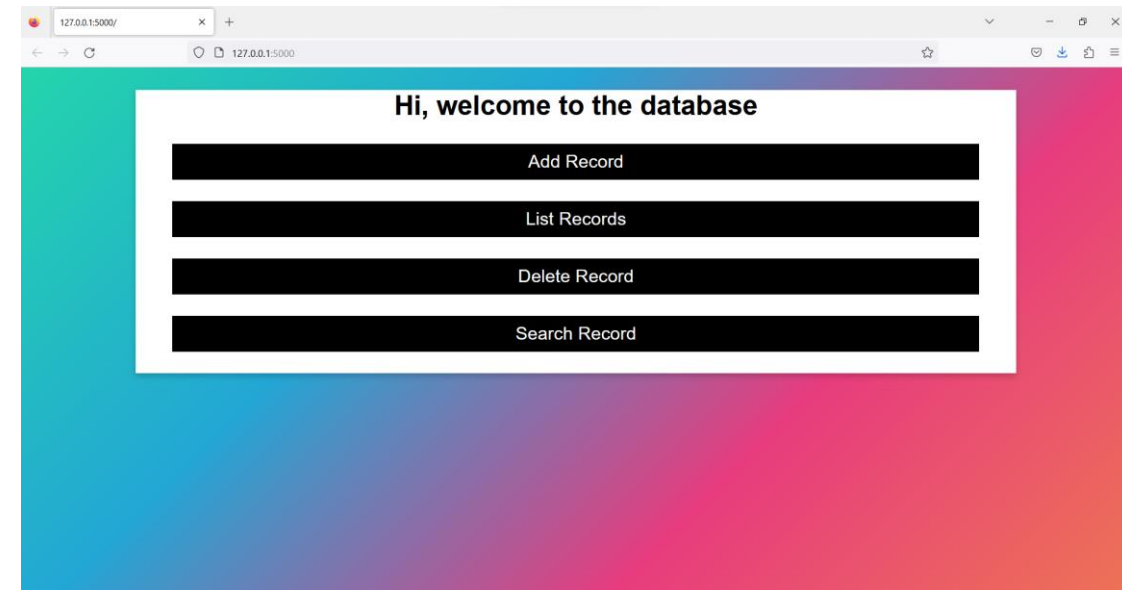 127.0.0.1:5000/
127.0.0.1:5000
Hi, welcome to the database
Add Record
List Records
Delete Record
Search Record